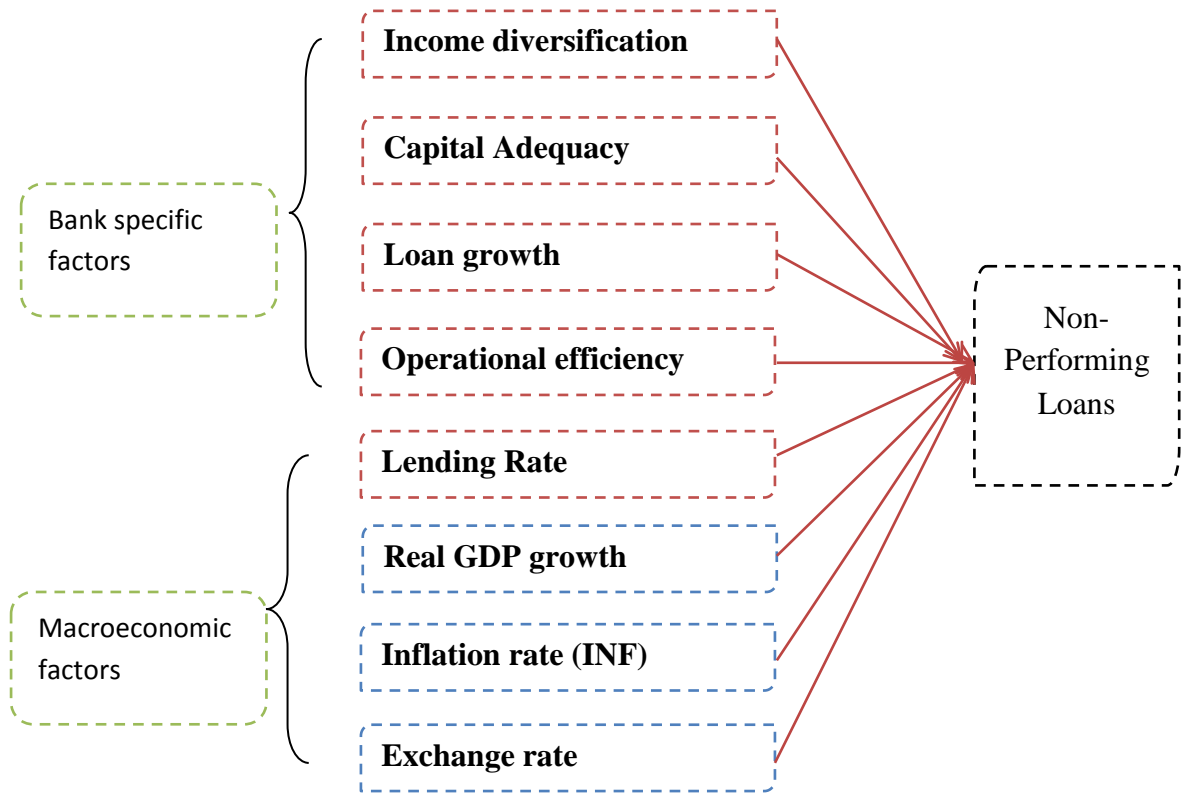 Bank specific
factors
Income diversification
Capital Adequacy
Loan growth
Operational efficiency
Macroeconomic
factors
Lending Rate
Real GDP growth
Inflation rate (INF)
Exchange rate
Non-
Performing
Loans